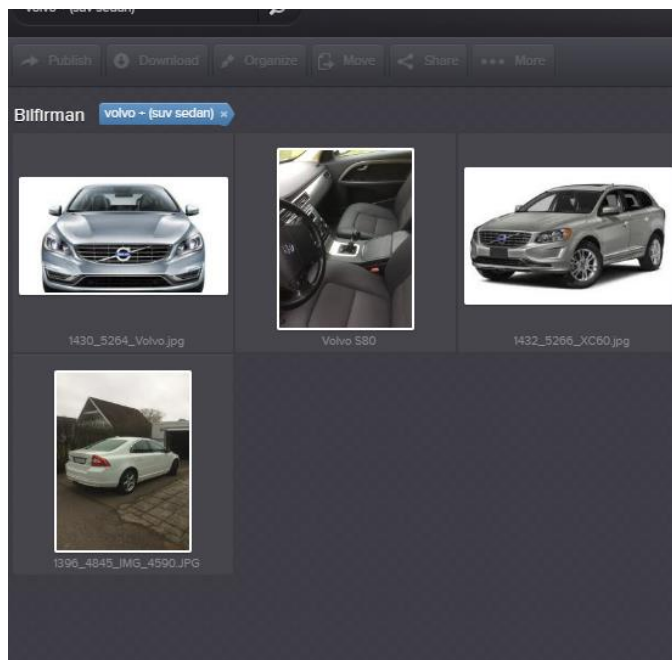 volvo + (suv sedan)
Publish Download Organize Move Share More
Bilfirman volvo + (suv sedan) ×
1430_5264_Volvo.jpg Volvo S80 1432_5266_XC60.jpg
1396_4845_IMG_4590.JPG